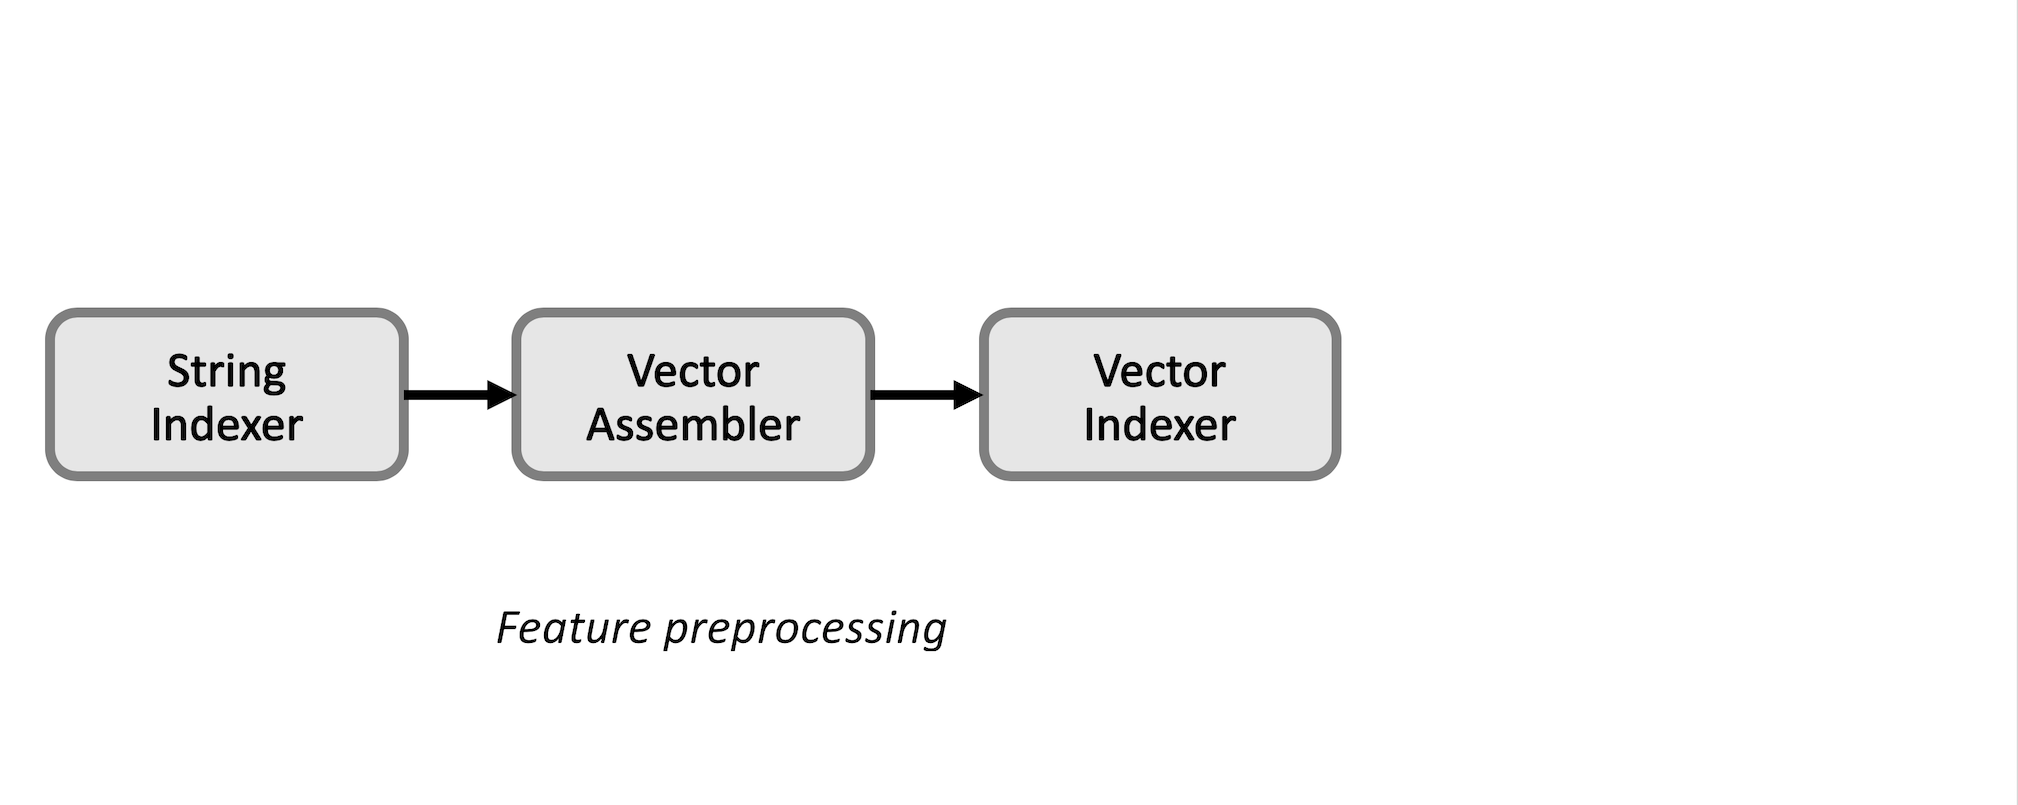 String
Indexer
Vector
Assembler
Vector
Indexer
Feature preprocessing